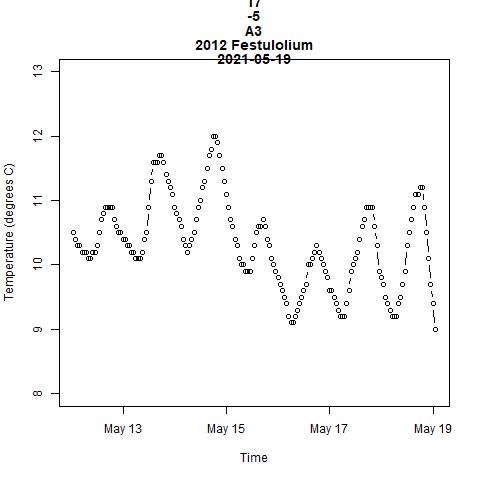 17
-5
A3
2012 Festulolium
2021-05-19
13
12
11
10
9
8
Temperature (degrees C)
May 13
May 15
May 17
May 19
Time